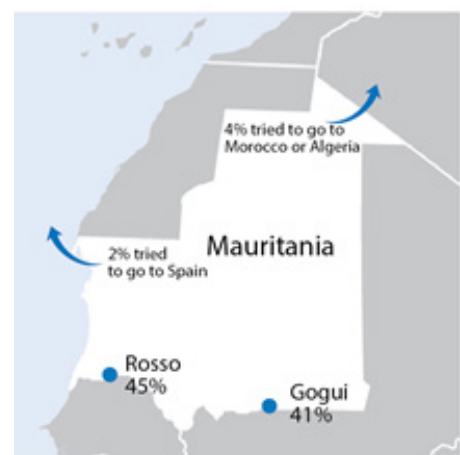 4% tried to go to
Morocco or Algeria
Mauritania
2% tried
to go to Spain
Rosso
45%
Gogui
41%